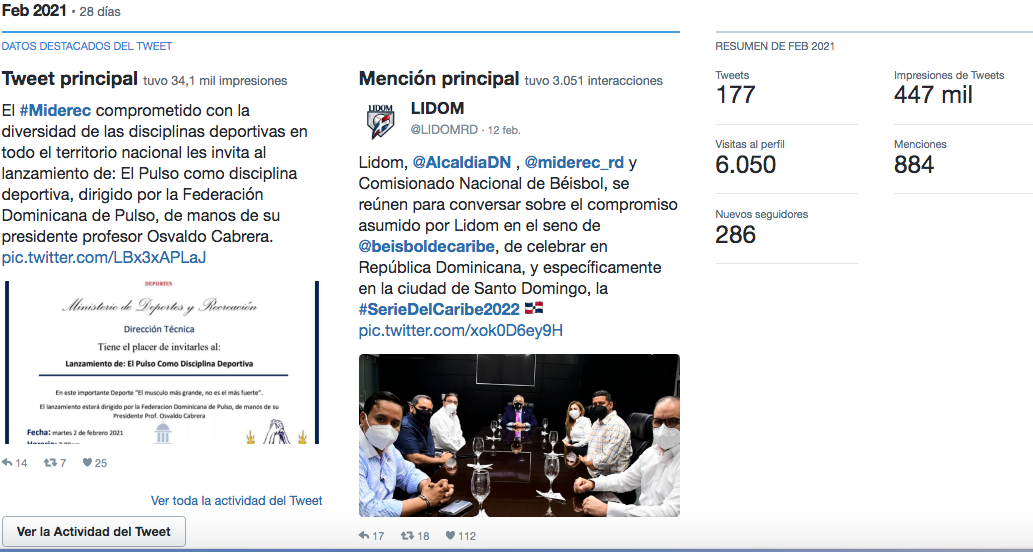 Feb 2021 • 28 días
DATOS DESTACADOS DEL TWEET
Tweet principal tuvo 34,1 mil impresiones
El #Miderec comprometido con la
diversidad de las disciplinas deportivas en
todo el territorio nacional les invita al
lanzamiento de: El Pulso como disciplina
deportiva, dirigido por la Federación
Dominicana de Pulso, de manos de su
presidente profesor Osvaldo Cabrera.
pic.twitter.com/LBx3xAPLaJ
DEPORTES
Ministerio de Deportes y Recreación
Dirección Técnica
Tiene el placer de invitarles al:
Lanzamiento de: El Pulso Como Disciplina Deportiva
En este importante Deporte “El musculo más grande, no es el más fuerte”.
El lanzamiento estará dirigido por la Federacion Dominicana de Pulso, de manos de su
Presidente Prof. Osvaldo Cabrera
Fecha: martes 2 de febrero 2021
14 7 25
Ver toda la actividad del Tweet
Ver la Actividad del Tweet
Mención principal tuvo 3.051 interacciones
LIDOM
LIDOM
@LIDOMRD · 12 feb.
Lidom, @AlcaldiaDN , @miderec_rd y
Comisionado Nacional de Béisbol, se
reúnen para conversar sobre el compromiso
asumido por Lidom en el seno de
@beisboldecaribe, de celebrar en
República Dominicana, y específicamente
en la ciudad de Santo Domingo, la
#SerieDelCaribe2022
pic.twitter.com/xok0D6ey9H
17 18 112
RESUMEN DE FEB 2021
Tweets
177
Impresiones de Tweets
447 mil
Visitas al perfil
6.050
Menciones
884
Nuevos seguidores
286